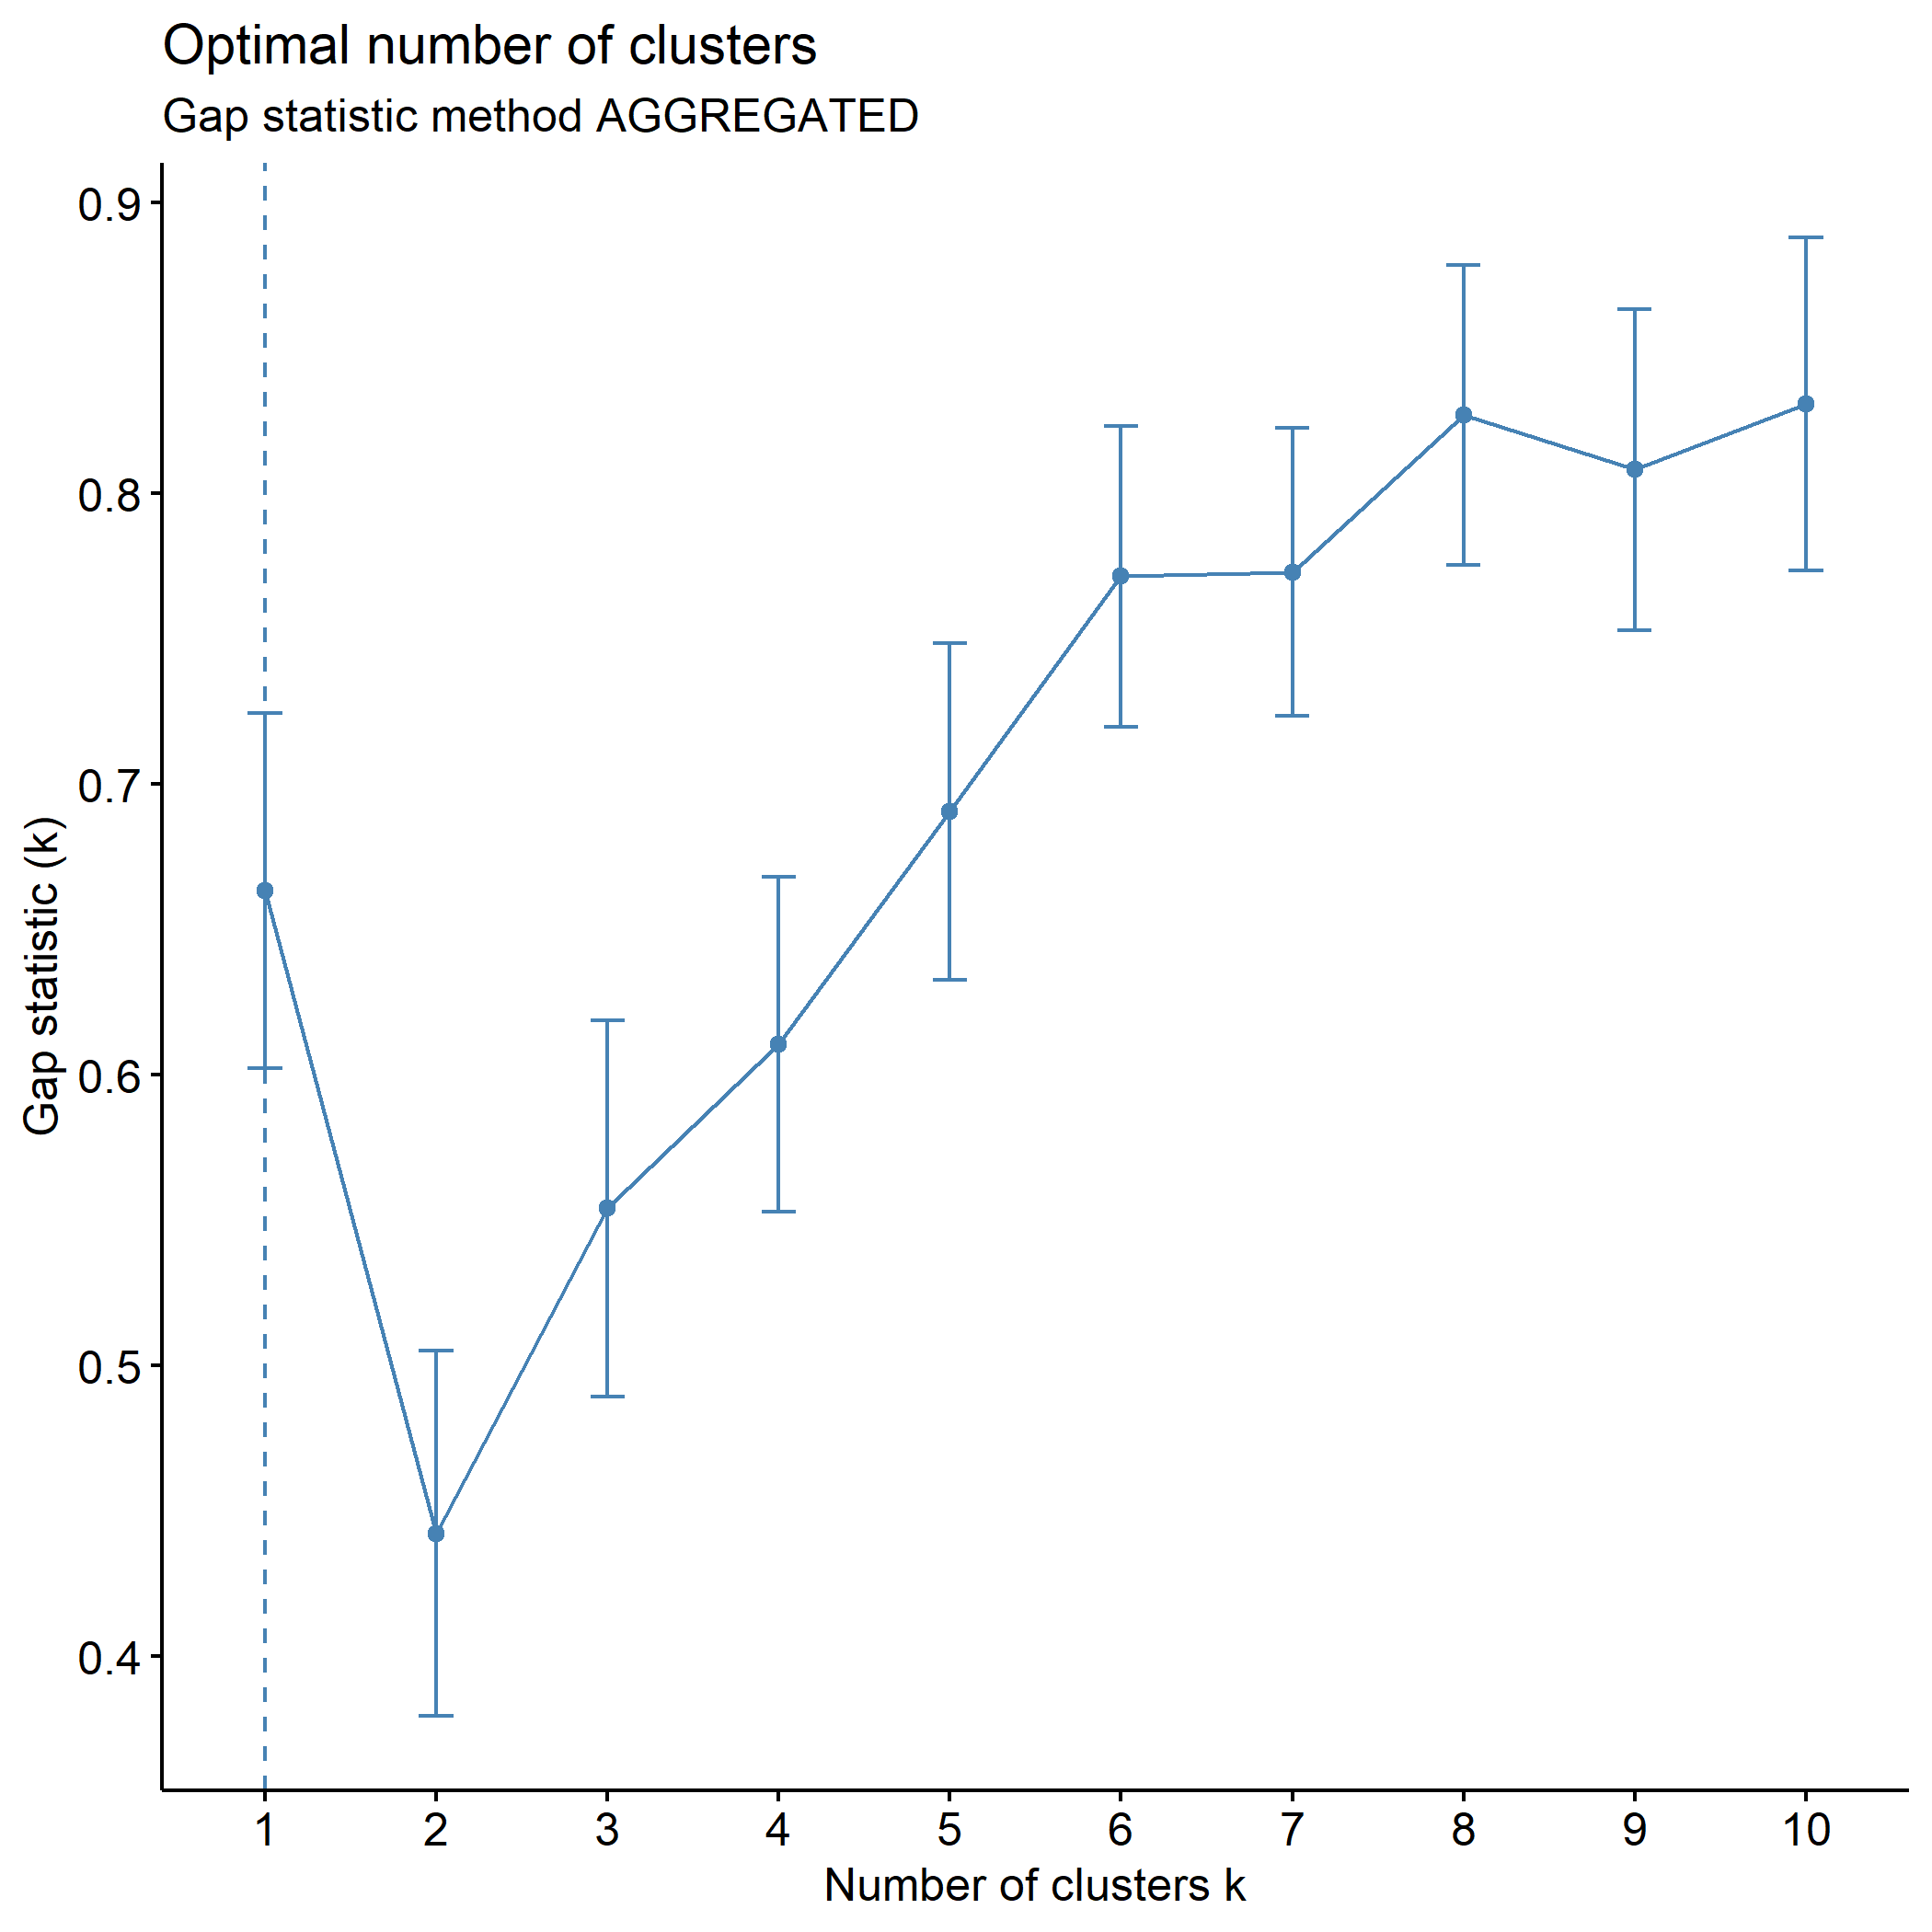 Optimal number of clusters
Gap statistic method AGGREGATED
Gap statistic (k)
0.9
0.8
0.7
0.6
0.5
0.4
1 2 3 4 5 6 7 8 9 10
Number of clusters k